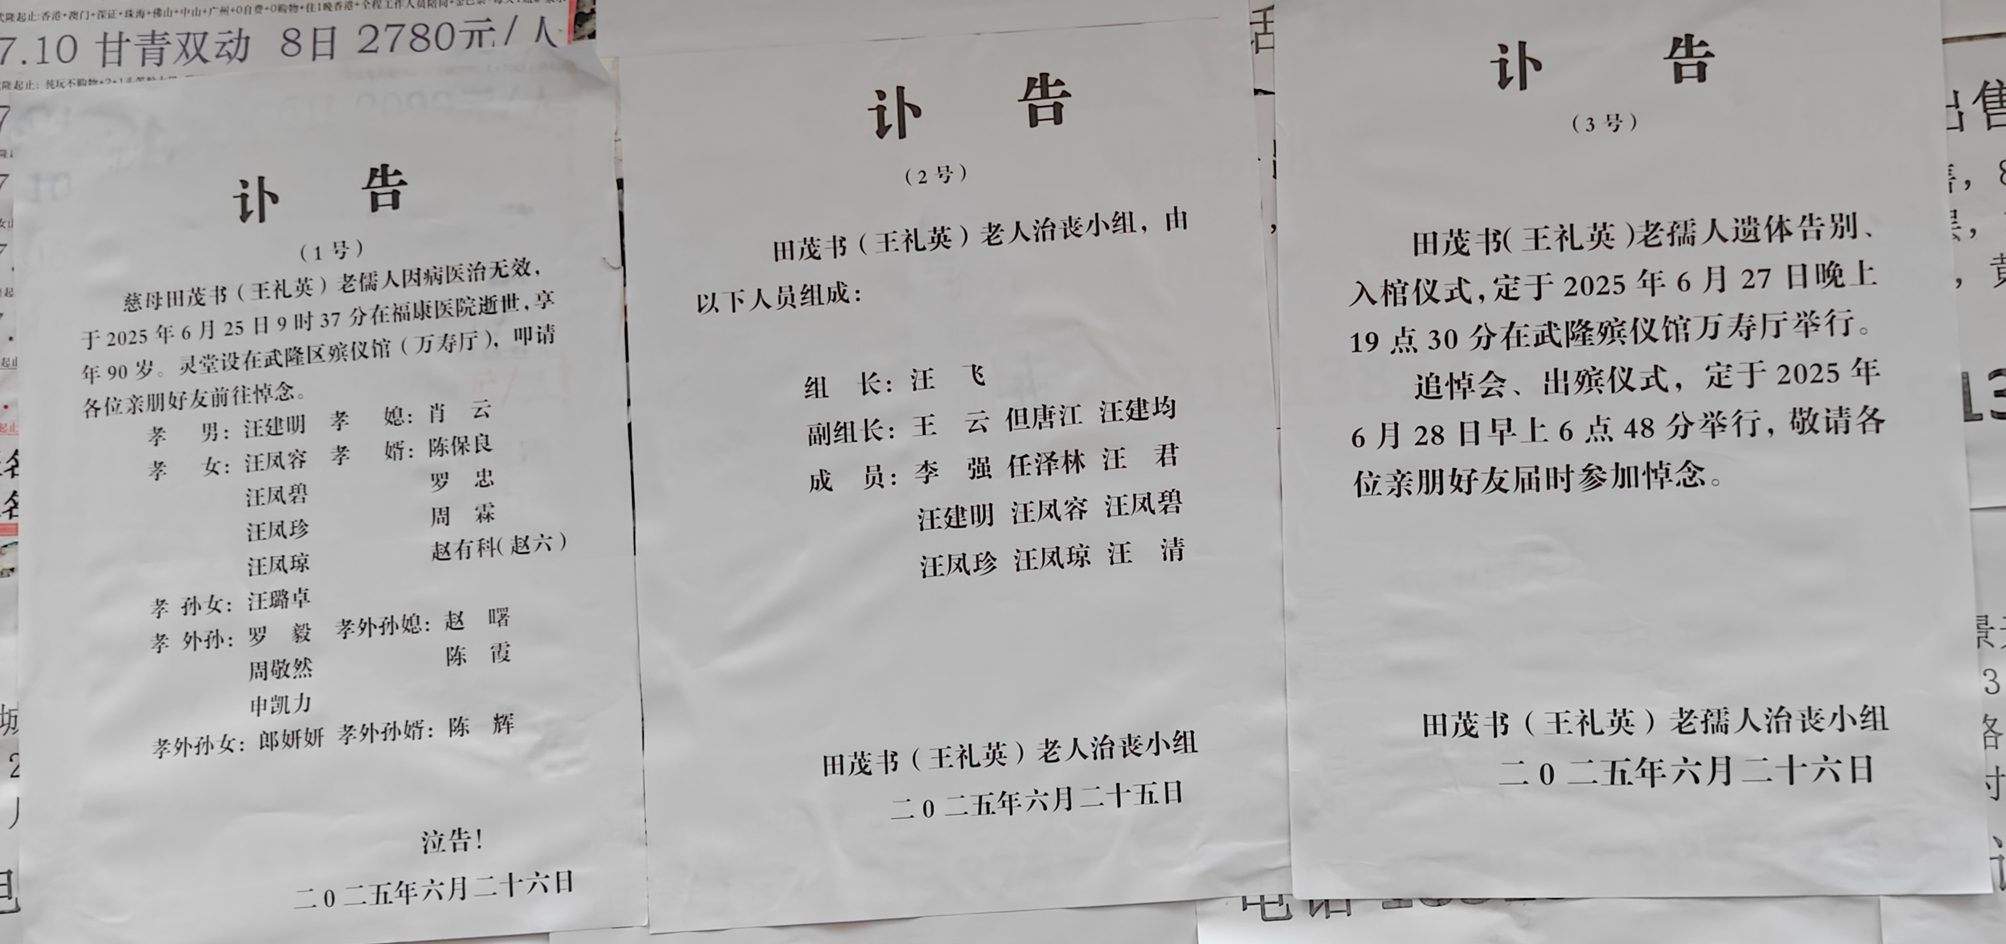 7.10 甘青双动 8日 2780元/人
讣 告
(1号)
慈母田茂书（王礼英）老儒人因病医治无效，
于2025年6月25日9时37分在福康医院逝世，享
年90岁。灵堂设在武隆区殡仪馆（万寿厅），叩请
各位亲朋好友前往悼念。
孝 男：汪建明 孝 媳：肖 云
孝 女：汪凤容 孝 婿：陈保良
汪凤碧 罗 忠
汪凤珍 周 霖
汪凤琼 赵有科（赵六）
孝 孙女：汪璐卓
孝 外孙：罗 毅 孝外孙媳：赵 曙
周敬然 陈 霞
申凯力
孝外孙女：郎妍妍 孝外孙婿：陈 辉
泣告！
二0二五年六月二十六日
讣 告
（2号）
田茂书（王礼英）老人治丧小组，由
以下人员组成：
组 长：汪 飞
副组长：王 云 但唐江 汪建均
成 员：李 强 任泽林 汪 君
汪建明 汪凤容 汪凤碧
汪凤珍 汪凤琼 汪 清
田茂书（王礼英）老人治丧小组
二0二五年六月二十五日
讣 告
（3号）
田茂书（王礼英）老孺人遗体告别、
入棺仪式，定于2025年6月27日晚上
19点30分在武隆殡仪馆万寿厅举行。
追悼会、出殡仪式，定于2025年
6月28日早上6点48分举行，敬请各
位亲朋好友届时参加悼念。
田茂书（王礼英）老孺人治丧小组
二0二五年六月二十六日
出售